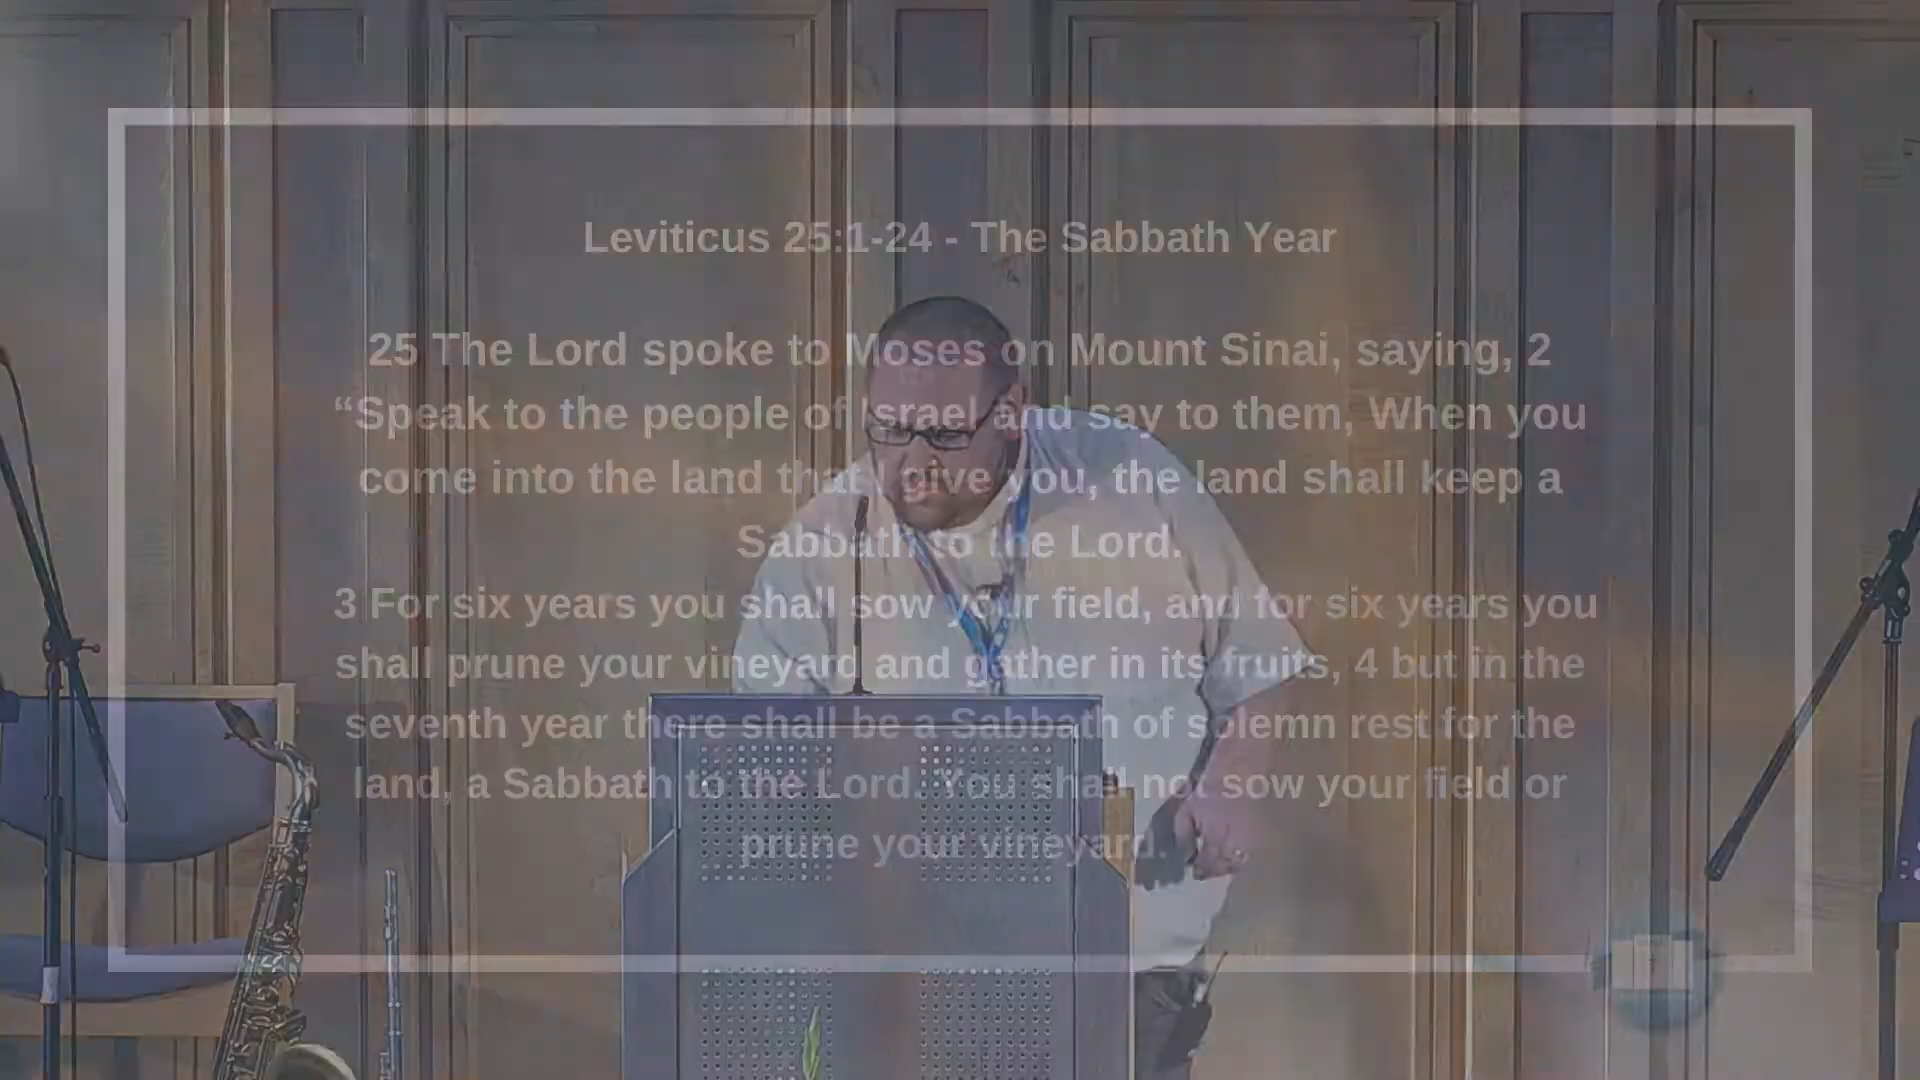 Leviticus 25:1-24 - The Sabbath Year
25 The Lord spoke to Moses on Mount Sinai, saying, 2
“Speak to the people of Israel and say to them, When you
come into the land that I give you, the land shall keep a
Sabbath to the Lord.
3 For six years you shall sow your field, and for six years you
shall prune your vineyard and gather in its fruits, 4 but in the
seventh year there shall be a Sabbath of solemn rest for the
land, a Sabbath to the Lord. You shall not sow your field or
prune your vineyard.